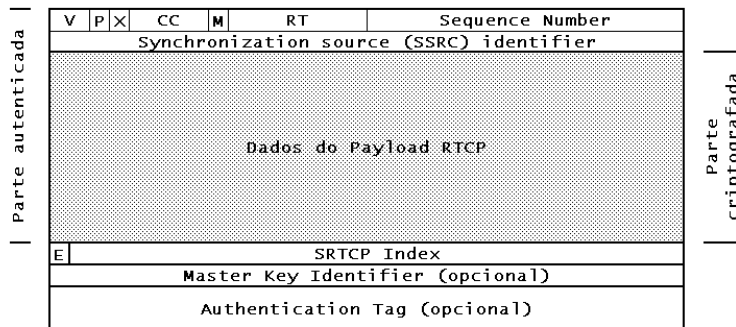 V P X CC M RT Sequence Number
Synchronization source (SSRC) identifier
Parte autenticada
Dados do Payload RTCP
Parte
criptografada
E SRTCP Index
Master Key Identifier (opcional)
Authentication Tag (opcional)